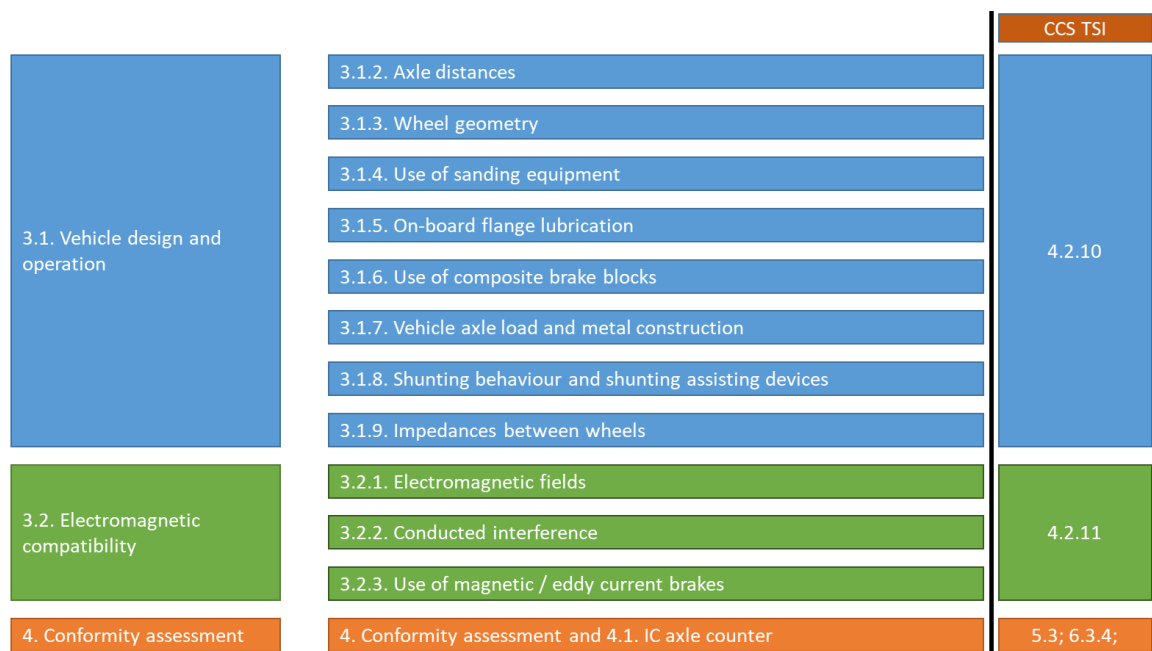 CCS TSI
3.1. Vehicle design and
operation
3.1.2. Axle distances
3.1.3. Wheel geometry
3.1.4. Use of sanding equipment
3.1.5. On-board flange lubrication
3.1.6. Use of composite brake blocks
3.1.7. Vehicle axle load and metal construction
3.1.8. Shunting behaviour and shunting assisting devices
3.1.9. Impedances between wheels
4.2.10
3.2. Electromagnetic
compatibility
3.2.1. Electromagnetic fields
3.2.2. Conducted interference
3.2.3. Use of magnetic / eddy current brakes
4.2.11
4. Conformity assessment
4. Conformity assessment and 4.1. IC axle counter
5.3; 6.3.4;